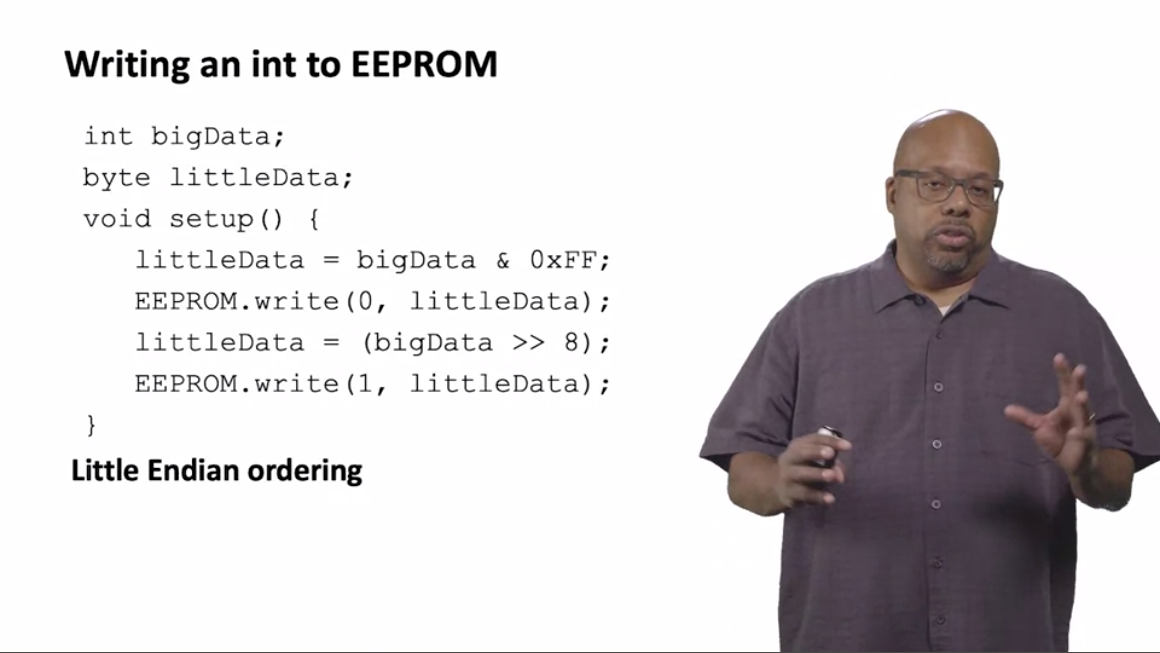 Writing an int to EEPROM
int bigData;
byte littleData;
void setup() {
littleData = bigData & 0xFF;
EEPROM.write(0, littleData);
littleData = (bigData >> 8);
EEPROM.write(1, littleData);
}
Little Endian ordering